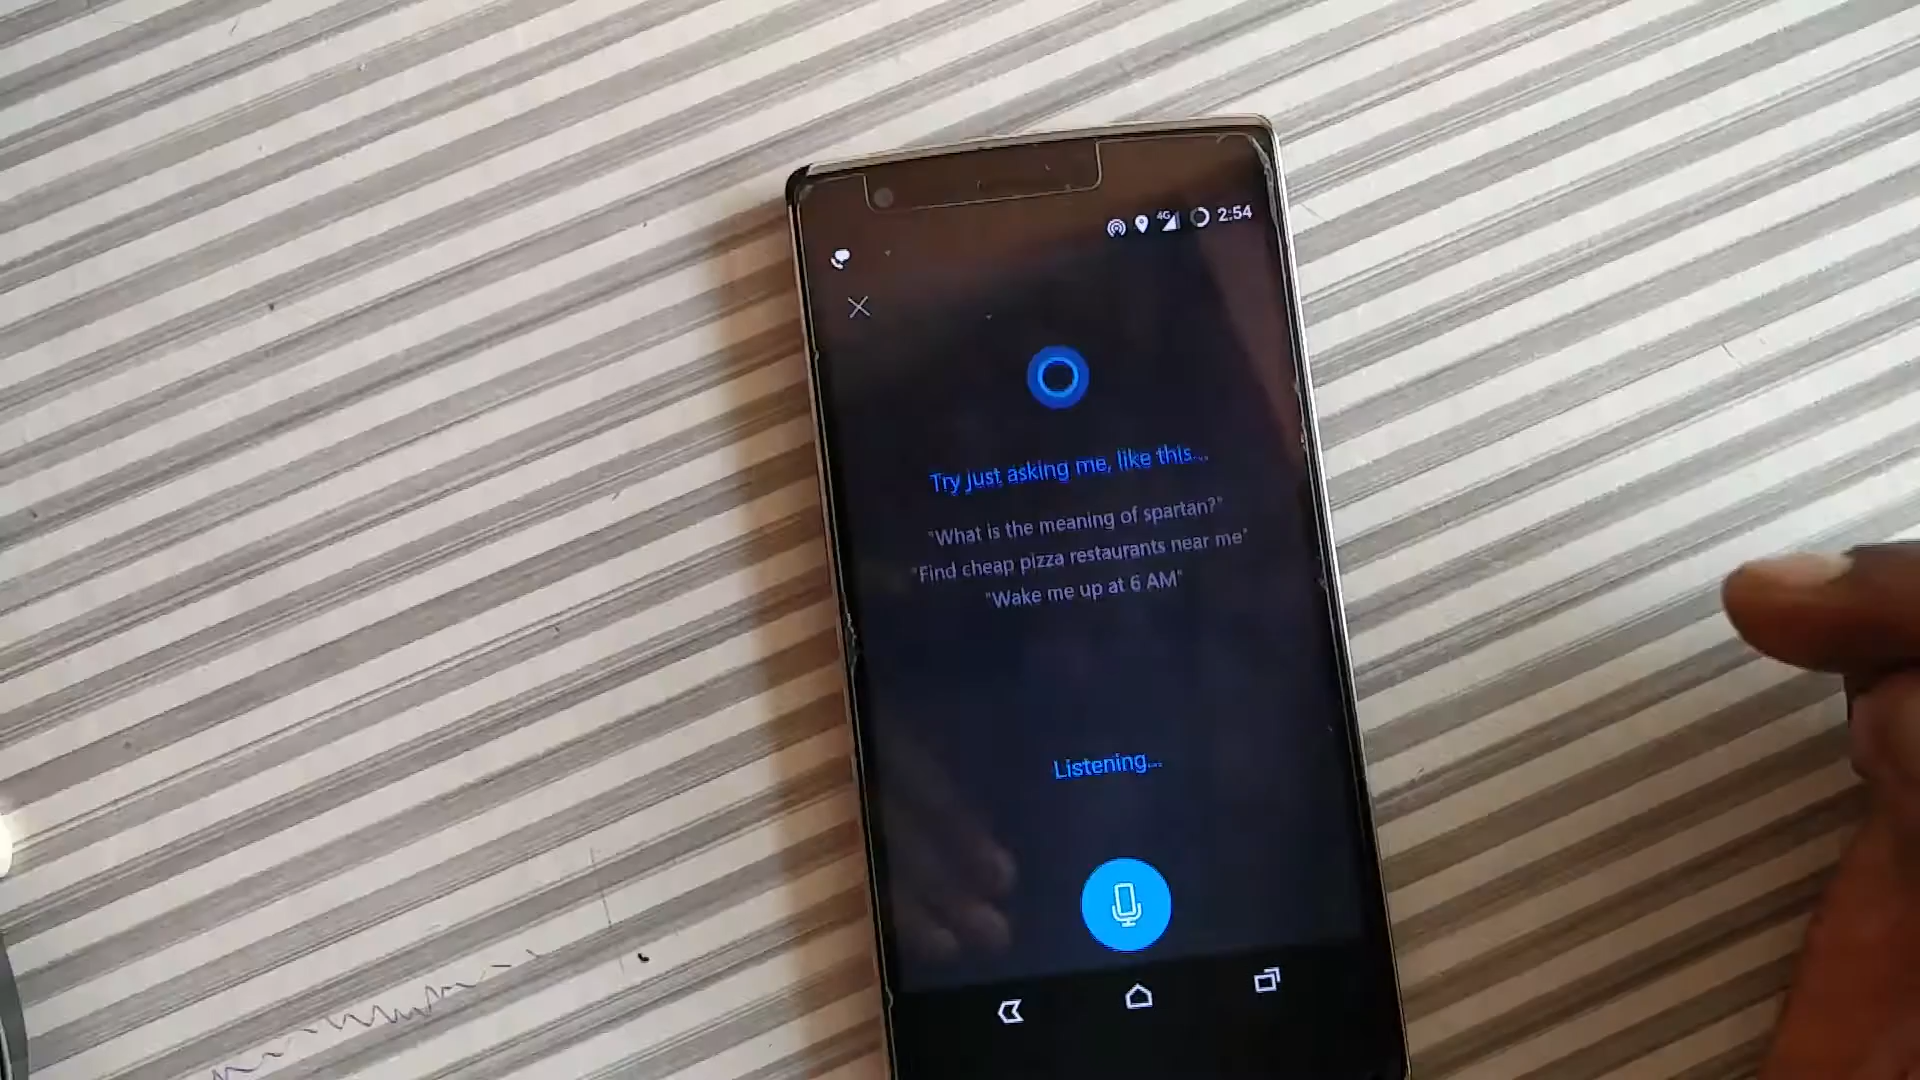 4G 2:54
Try just asking me, like this...
"What is the meaning of spartan?"
"Find cheap pizza restaurants near me"
"Wake me up at 6 AM"
Listening...